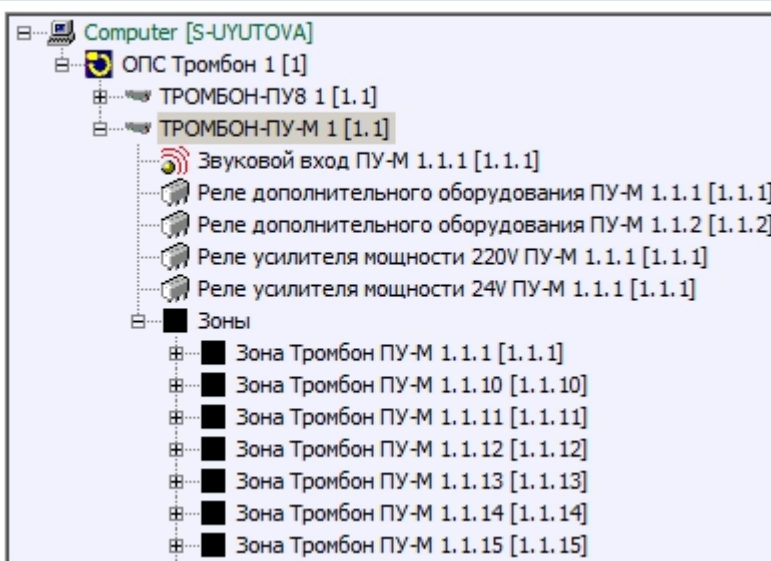 Computer [S-UYUTOVA]
ОПС Тромбон 1 [1]
ТРОМБОН-ПУ8 1 [1.1]
ТРОМБОН-ПУ-М 1 [1.1]
Звуковой вход ПУ-М 1.1.1 [1.1.1]
Реле дополнительного оборудования ПУ-М 1.1.1 [1.1.1]
Реле дополнительного оборудования ПУ-М 1.1.2 [1.1.2]
Реле усилителя мощности 220V ПУ-М 1.1.1 [1.1.1]
Реле усилителя мощности 24V ПУ-М 1.1.1 [1.1.1]
Зоны
Зона Тромбон ПУ-М 1.1.1 [1.1.1]
Зона Тромбон ПУ-М 1.1.10 [1.1.10]
Зона Тромбон ПУ-М 1.1.11 [1.1.11]
Зона Тромбон ПУ-М 1.1.12 [1.1.12]
Зона Тромбон ПУ-М 1.1.13 [1.1.13]
Зона Тромбон ПУ-М 1.1.14 [1.1.14]
Зона Тромбон ПУ-М 1.1.15 [1.1.15]